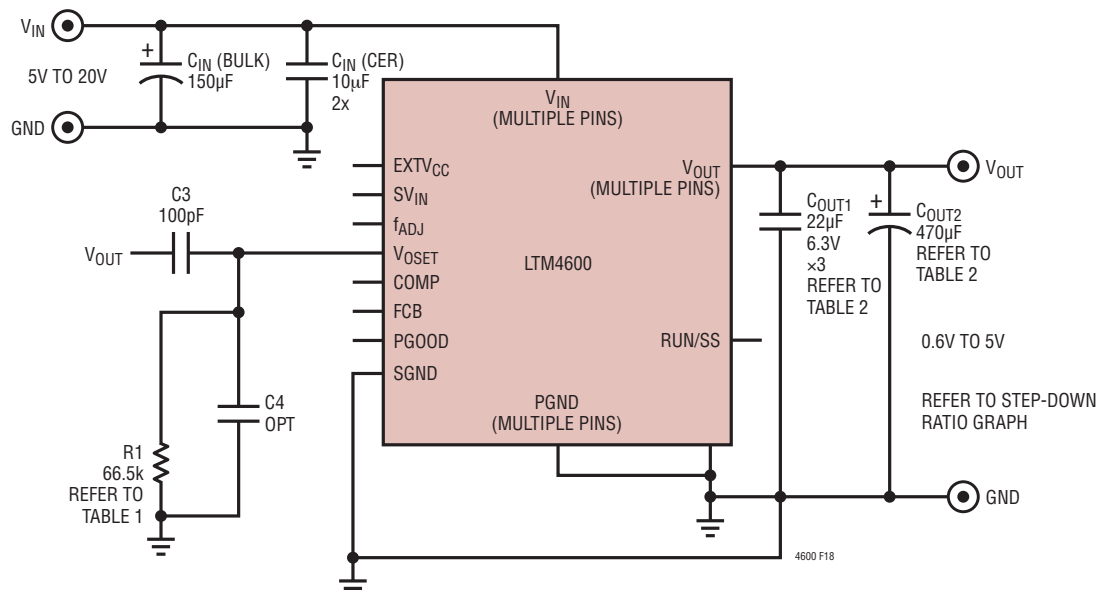 VIN
5V TO 20V
GND
+
CIN (BULK)
150µF
CIN (CER)
10µF
2x
VIN
(MULTIPLE PINS)
EXTVCC
SVIN
fADJ
VOSET
COMP
FCB
PGOOD
SGND
LTM4600
VOUT
(MULTIPLE PINS)
RUN/SS
PGND
(MULTIPLE PINS)
C3
100pF
VOUT
C4
OPT
R1
66.5k
REFER TO
TABLE 1
VOUT
COUT1
22µF
6.3V
×3
REFER TO
TABLE 2
+
COUT2
470µF
REFER TO
TABLE 2
0.6V TO 5V
REFER TO STEP-DOWN
RATIO GRAPH
GND
4600 F18